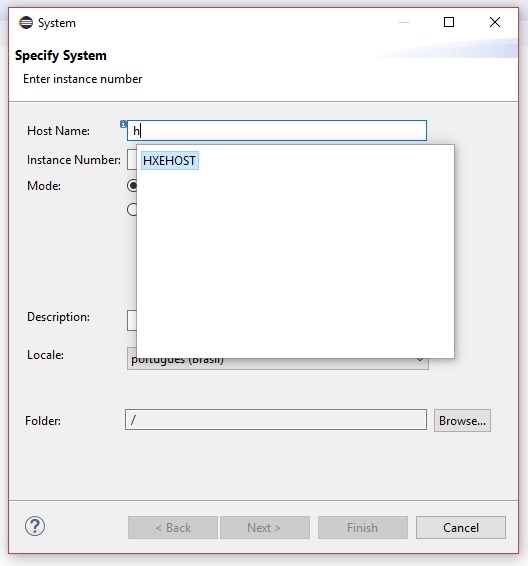 System
Specify System
Enter instance number
Host Name:
h
Instance Number:
HXEHOST
Mode:
Description:
Locale:
português (Brasil)
Folder:
/
Browse...
< Back
Next >
Finish
Cancel